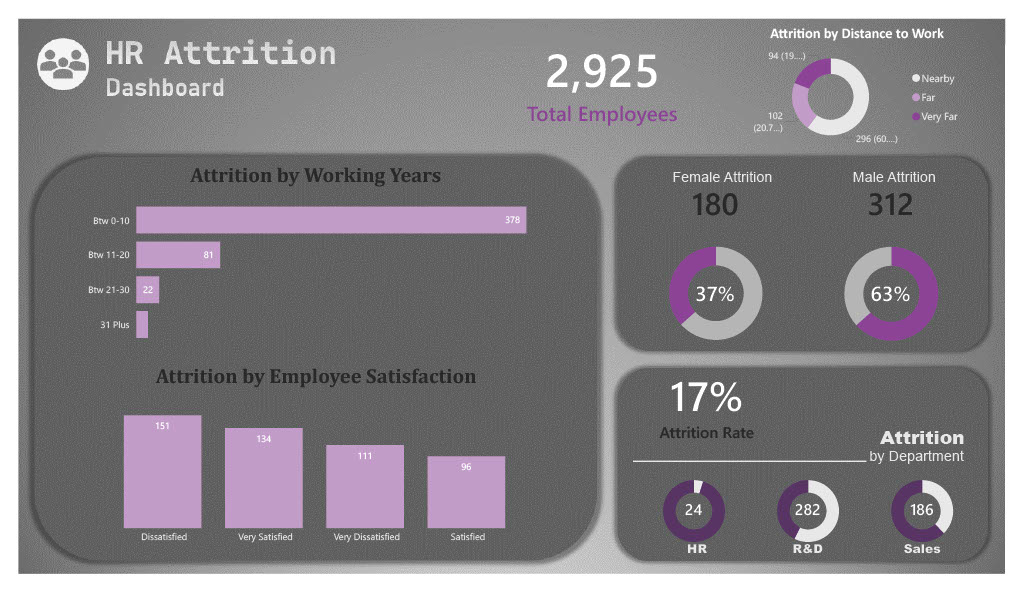 HR Attrition
Dashboard
2,925
Total Employees
Attrition by Distance to Work
94 (19....)
102
(20.7...)
296 (60....)
Nearby
Far
Very Far
Attrition by Working Years
Btw 0-10
378
Btw 11-20
81
Btw 21-30
22
31 Plus
Attrition by Employee Satisfaction
151
134
111
96
Dissatisfied
Very Satisfied
Very Dissatisfied
Satisfied
Female Attrition
180
Male Attrition
312
37%
63%
17%
Attrition Rate
Attrition
by Department
24
HR
282
R&D
186
Sales